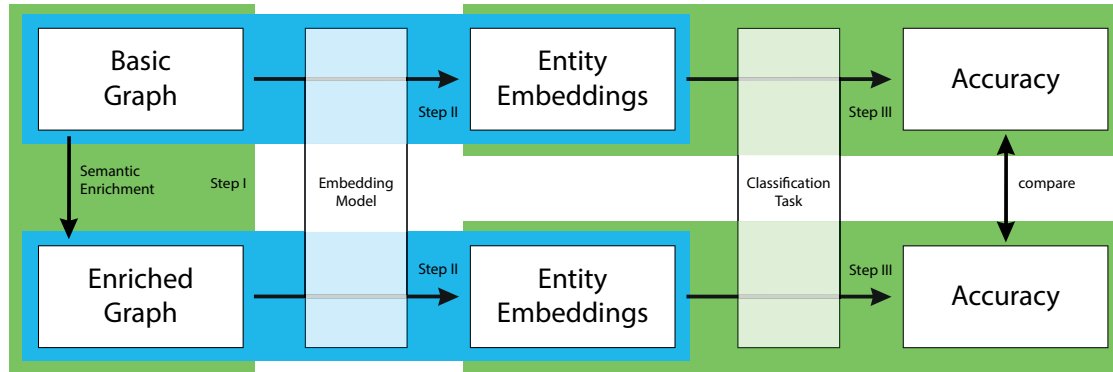 Basic
Graph
Step II
Entity
Embeddings
Step III
Accuracy
Semantic
Enrichment
Step I
Embedding
Model
Classification
Task
compare
Enriched
Graph
Step II
Entity
Embeddings
Step III
Accuracy